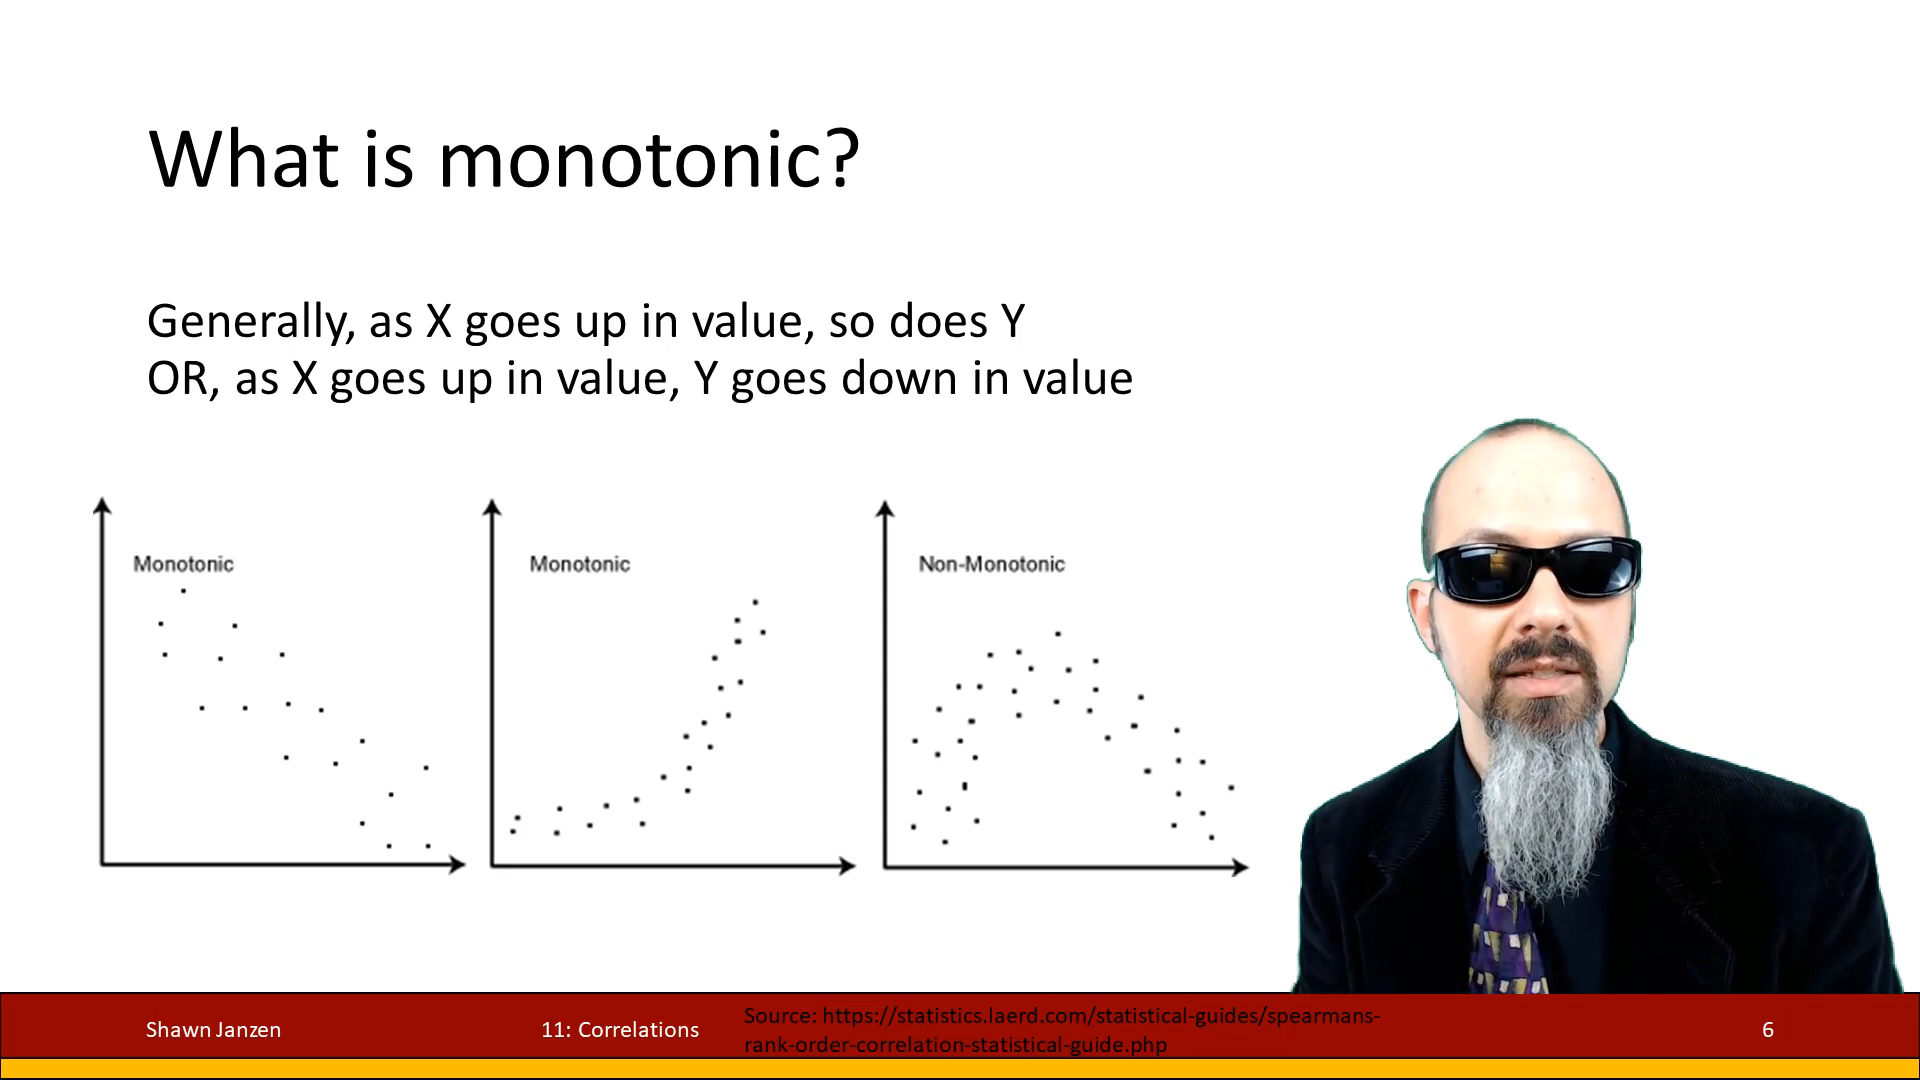 What is monotonic?
Generally, as X goes up in value, so does Y
OR, as X goes up in value, Y goes down in value
Monotonic
Monotonic
Non-Monotonic
Shawn Janzen
11: Correlations
Source: https://statistics.laerd.com/statistical-guides/spearmans-
rank-order-correlation-statistical-guide.php
6